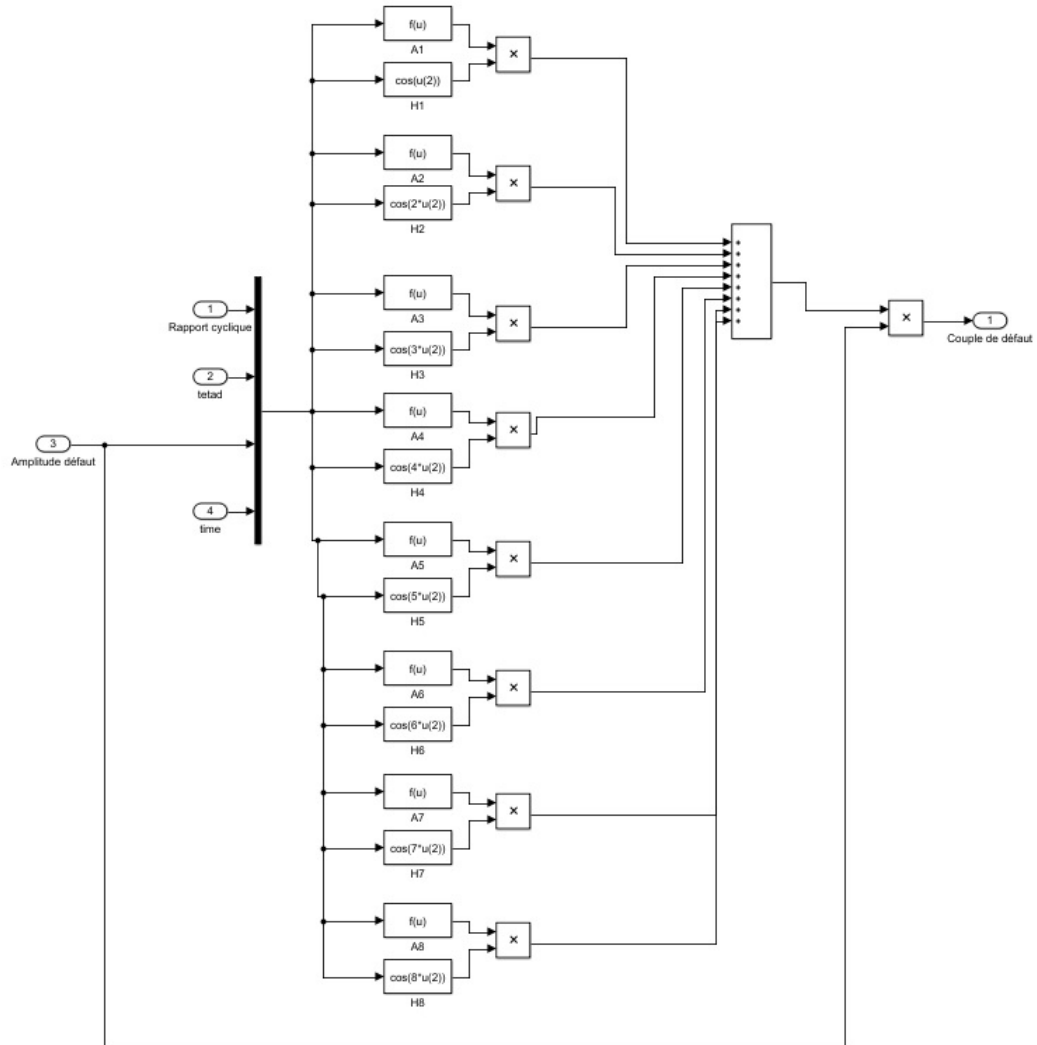 f(u)
A1
×
cos(u(2))
H1
f(u)
A2
×
cos(2*u(2))
H2
f(u)
A3
×
cos(3*u(2))
H3
f(u)
A4
×
cos(4*u(2))
H4
f(u)
A5
×
cos(5*u(2))
H5
f(u)
A6
×
cos(6*u(2))
H6
f(u)
A7
×
cos(7*u(2))
H7
f(u)
A8
×
cos(8*u(2))
H8
1
Rapport cyclique
2
tetad
3
Amplitude défaut
4
time
+
+
+
+
+
+
+
+
×
1
Couple de défaut